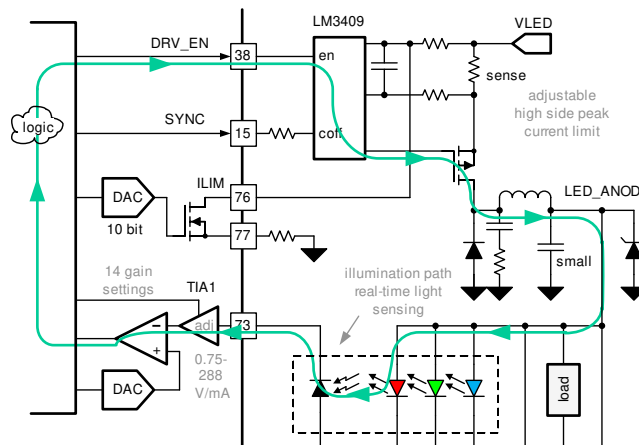 LM3409
VLED
DRV_EN
38
en
sense
adjustable
high side peak
current limit
logic
SYNC
15
coff
ILIM
LED_ANOD
DAC
76
10 bit
77
small
14 gain
settings
TIA1
illumination path
real-time light
sensing
73
adj
−
+
0.75-
288
V/mA
DAC
load